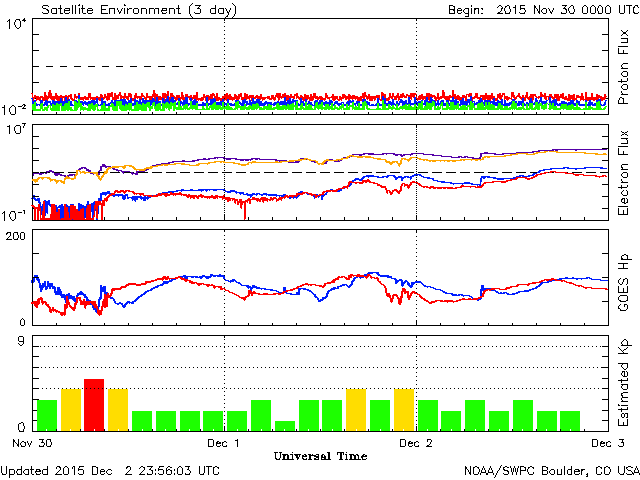 Satellite Environment (3 day) Begin: 2015 Nov 30 0000 UTC
10^4
10^-2
Proton Flux
10^7
10^-1
Electron Flux
200
0
GOES Hp
9
0
Estimated Kp
Nov 30 Dec 1 Dec 2 Dec 3
Universal Time
Updated 2015 Dec 2 23:56:03 UTC NOAA/SWPC Boulder, CO USA